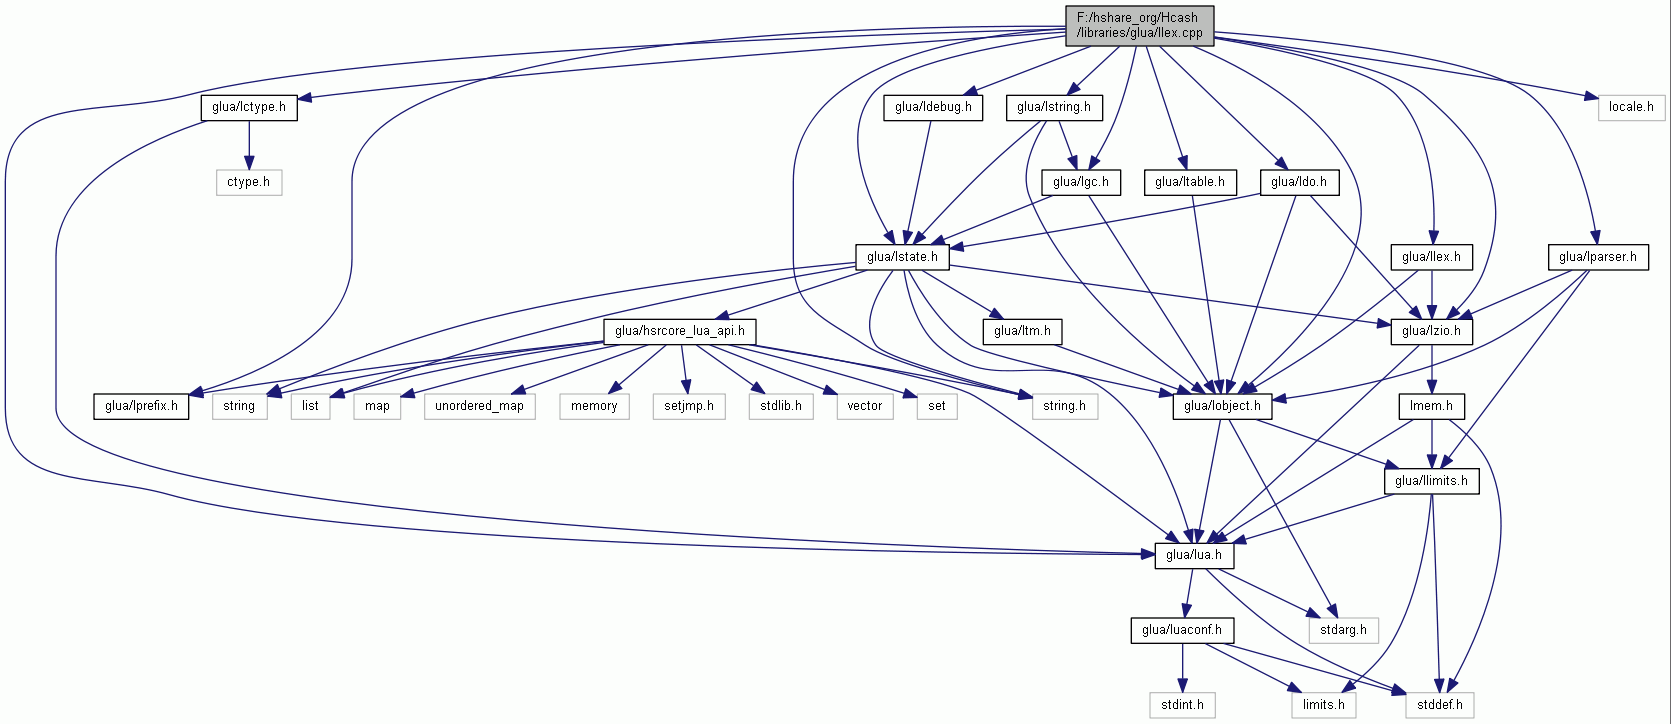 F:/hshare_org/Hcash
/libraries/glua/llex.cpp
glua/lctype.h
glua/ldebug.h
glua/lstring.h
locale.h
ctype.h
glua/lgc.h
glua/ltable.h
glua/ldo.h
glua/lstate.h
glua/llex.h
glua/lparser.h
glua/hsrcore_lua_api.h
glua/ltm.h
glua/lzio.h
glua/lprefix.h
string
list
map
unordered_map
memory
setjmp.h
stdlib.h
vector
set
string.h
glua/lobject.h
lmem.h
glua/llimits.h
glua/lua.h
glua/luaconf.h
stdarg.h
stdint.h
limits.h
stddef.h